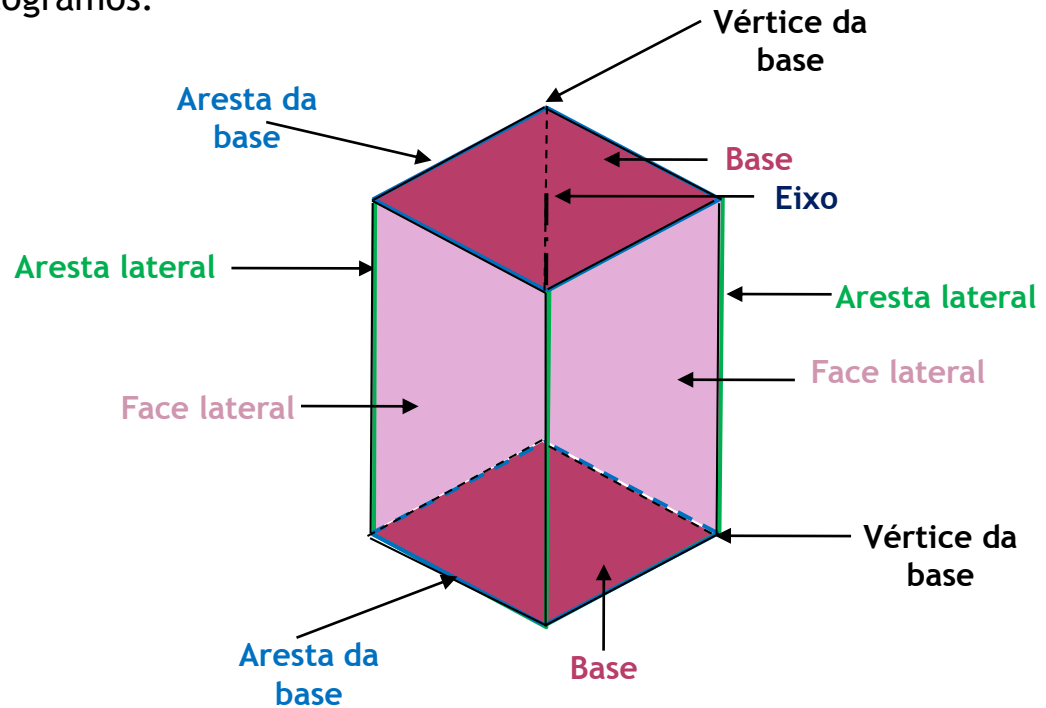 logramos.
Vértice da
base
Aresta da
base
Base
Eixo
Aresta lateral
Aresta lateral
Face lateral
Face lateral
Vértice da
base
Aresta da
base
Base